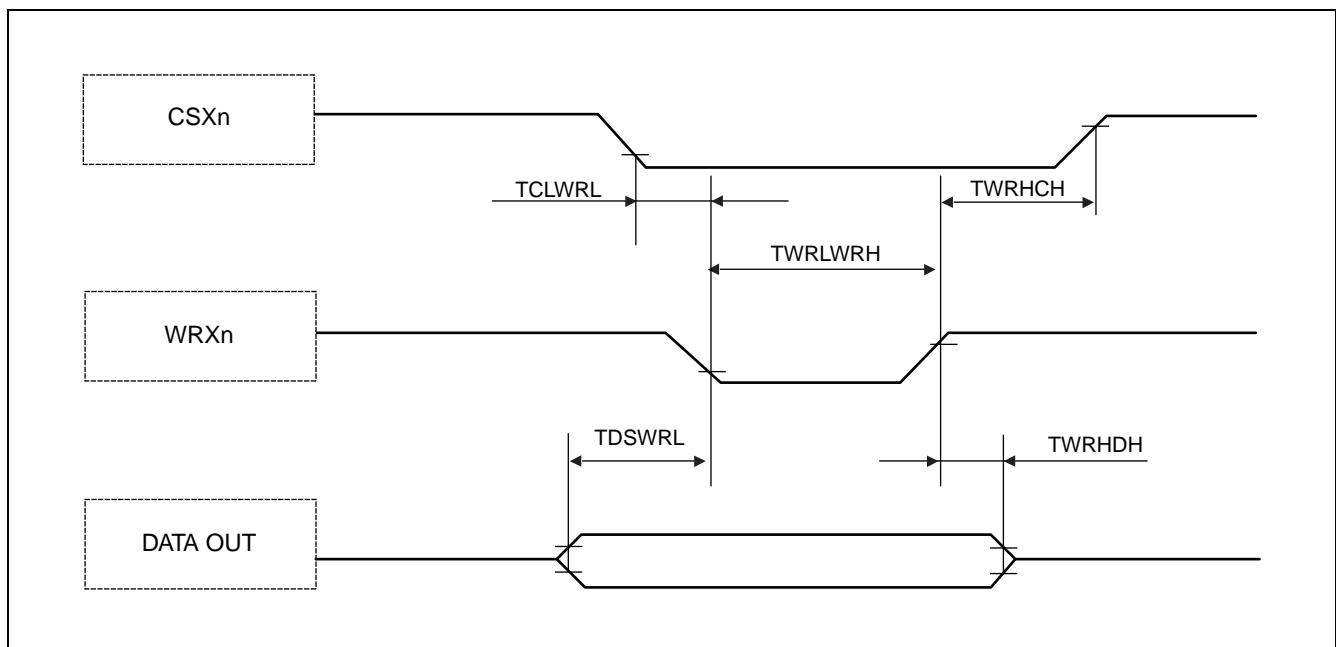 CSXn
TCLWRL
TWRHCH
TWRLWRH
WRXn
TDSWRL
TWRHDH
DATA OUT